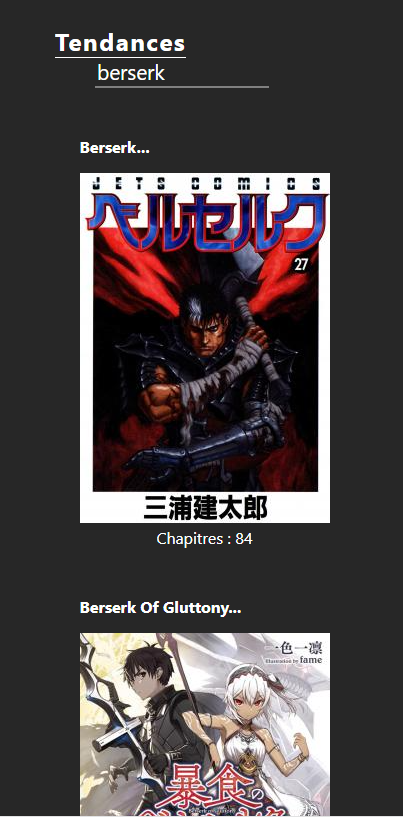 Tendances
berserk
Berserk...
JETS COMICS
ベルセルク
27
三浦建太郎
Chapitres : 84
Berserk Of Gluttony...
一色一凛
Illustration by fame
暴食の